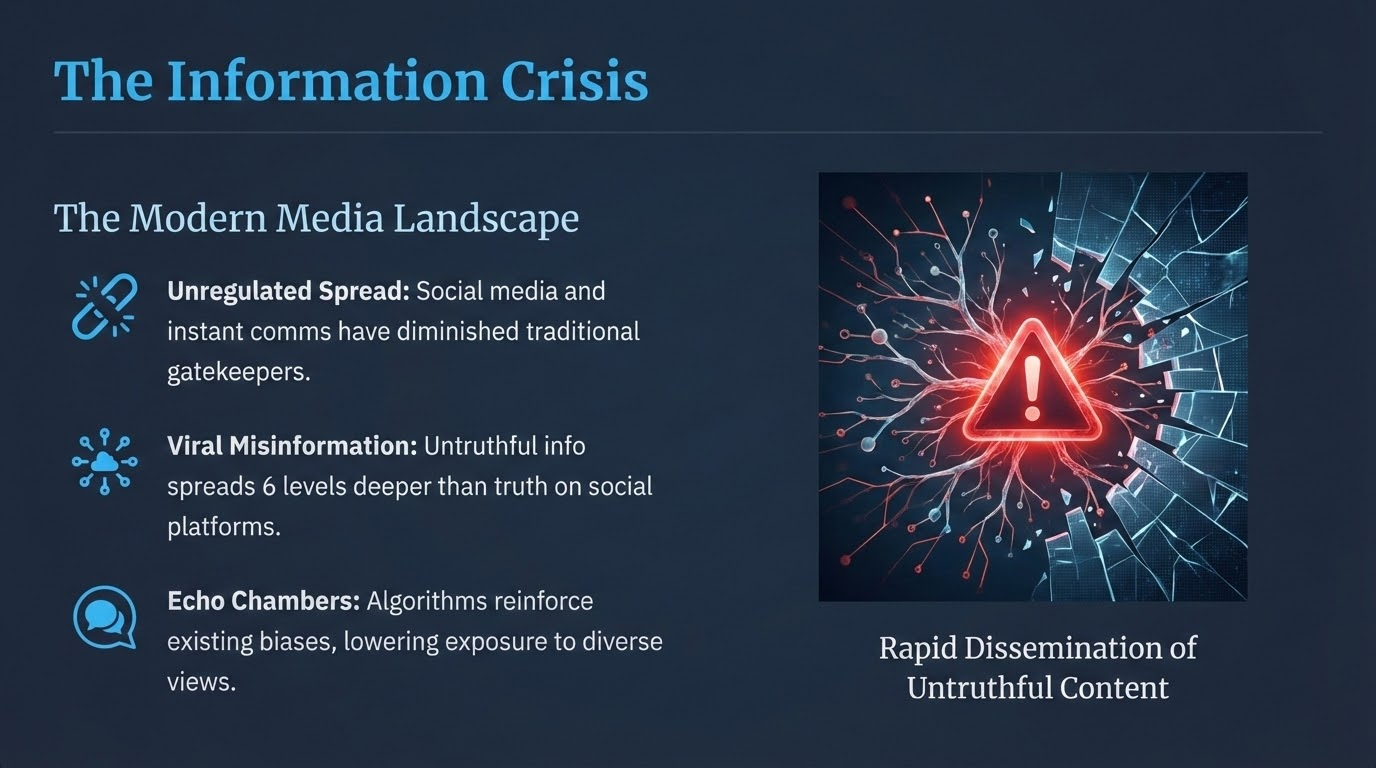 The Information Crisis
The Modern Media Landscape
Unregulated Spread: Social media and
instant comms have diminished traditional
gatekeepers.
Viral Misinformation: Untruthful info
spreads 6 levels deeper than truth on social
platforms.
Echo Chambers: Algorithms reinforce
existing biases, lowering exposure to diverse
views.
!
Rapid Dissemination of
Untruthful Content